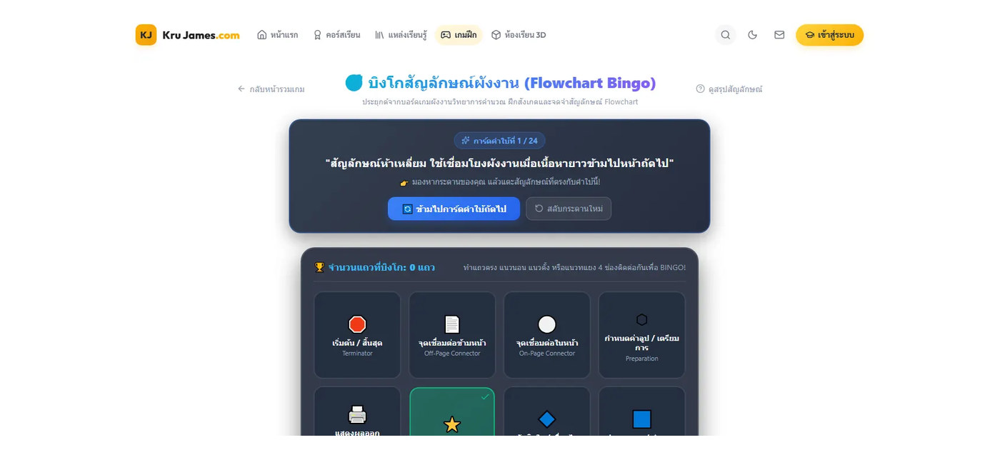 KJ Kru James.com หน้าแรก คอร์สเรียน แหล่งเรียนรู้ เกมฝึก ห้องเรียน 3D เข้าสู่ระบบ
กลับหน้ารวมเกม
บิงโกสัญลักษณ์ผังงาน (Flowchart Bingo)
ดูสรุปสัญลักษณ์
ประยุกต์จากบอร์ดเกมผังงานวิทยาการคำนวณ ฝึกสังเกตและจดจำสัญลักษณ์ Flowchart
การ์ดคำใบ้ที่ 1 / 24
"สัญลักษณ์ห้าเหลี่ยม ใช้เชื่อมโยงผังงานเมื่อเนื้อหายาวข้ามไปหน้าถัดไป"
มองหากระดานของคุณ แล้วแตะสัญลักษณ์ที่ตรงกับคำใบ้นี้!
ข้ามไปการ์ดคำใบ้ถัดไป สลับกระดานใหม่
จำนวนแถวที่บิงโก: 0 แถว ทำแถวตรง แนวนอน แนวตั้ง หรือแนวทแยง 4 ช่องติดต่อกันเพื่อ BINGO!
เริ่มต้น / สิ้นสุด
Terminator
จุดเชื่อมต่อข้ามหน้า
Off-Page Connector
จุดเชื่อมต่อในหน้า
On-Page Connector
กำหนดค่าลูป / เตรียม
การ
Preparation
แสดงผลออก